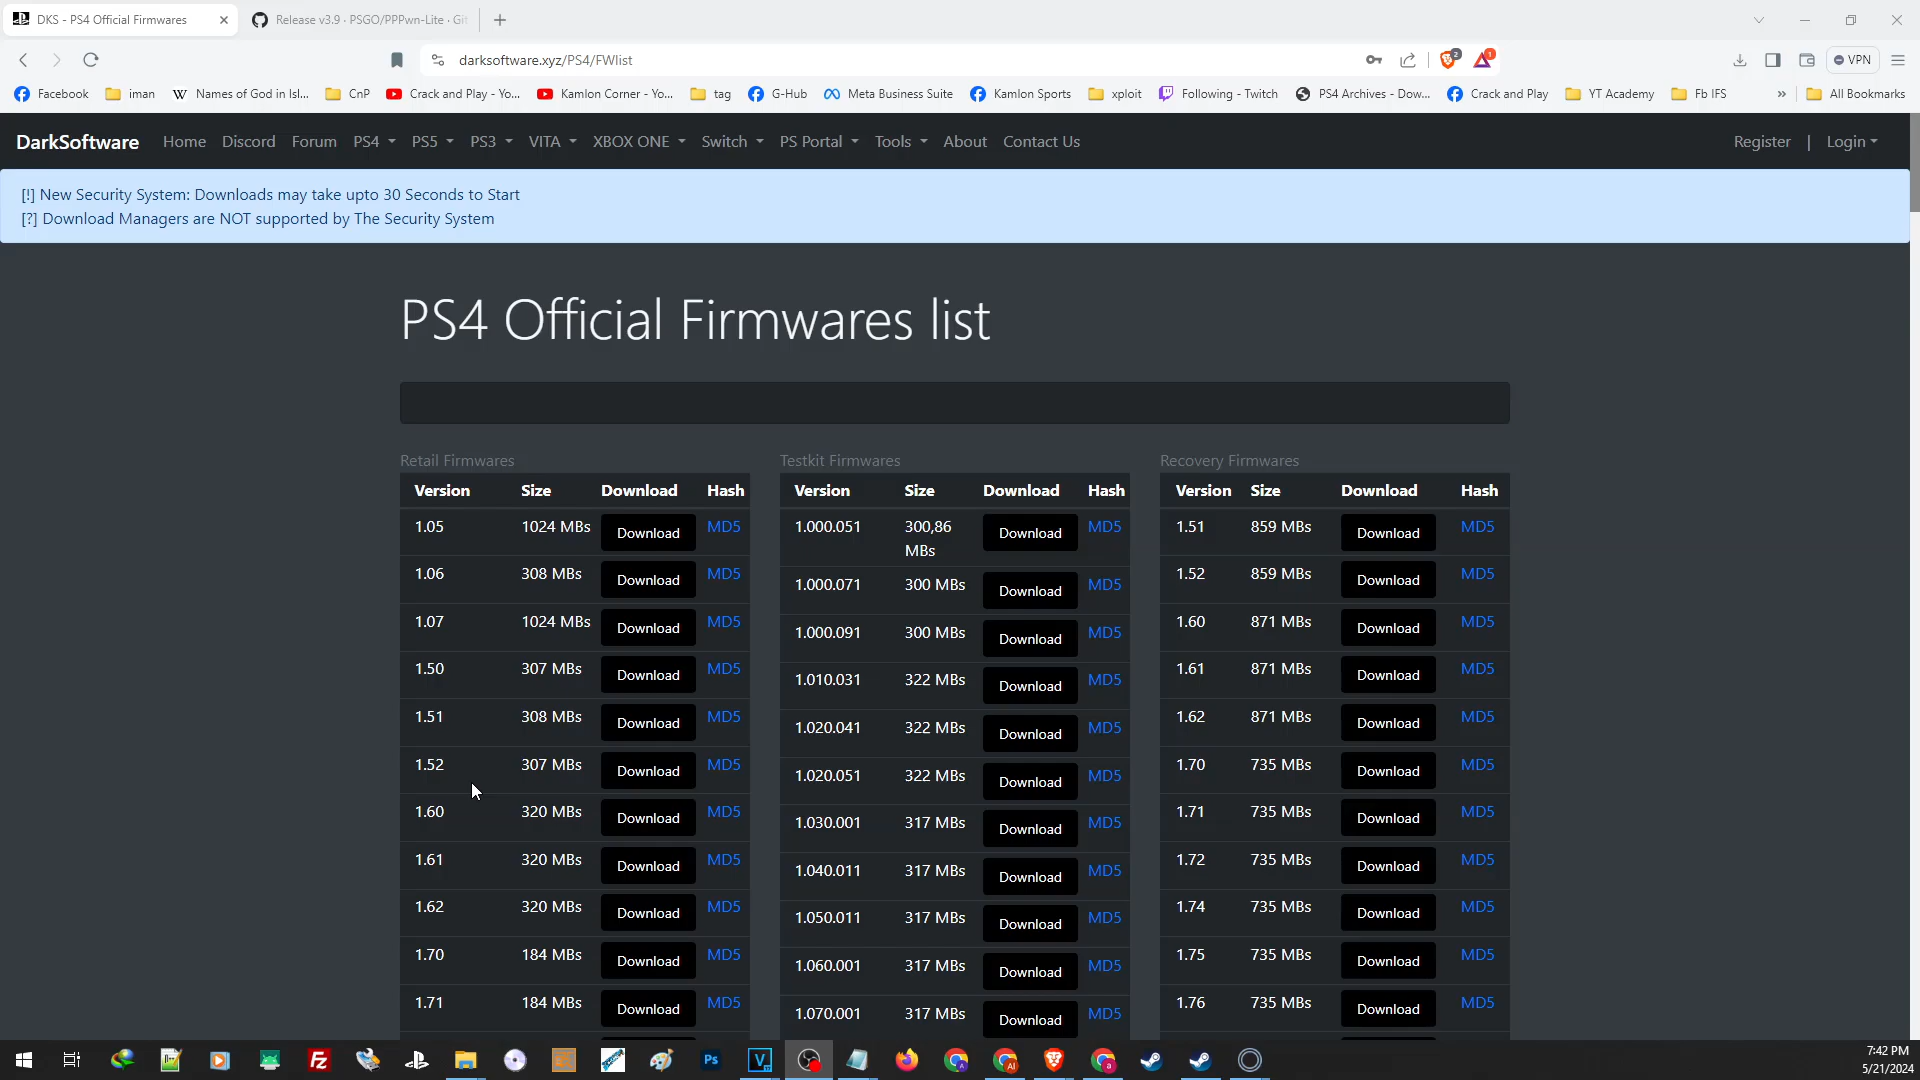 DKS - PS4 Official Firmwares
Release v3.9 · PSGO/PPPwn-Lite · Git
darksoftware.xyz/PS4/FWlist
2
1
VPN
Facebook
iman
Names of God in Isl...
CnP
Crack and Play - Yo...
Kamlon Corner - Yo...
tag
G-Hub
Meta Business Suite
Kamlon Sports
xploit
Following - Twitch
PS4 Archives - Dow...
Crack and Play
YT Academy
Fb IFS
»
All Bookmarks
DarkSoftware Home Discord Forum PS4 PS5 PS3 VITA XBOX ONE Switch PS Portal Tools About Contact Us Register | Login
[!] New Security System: Downloads may take upto 30 Seconds to Start
[?] Download Managers are NOT supported by The Security System
PS4 Official Firmwares list
Retail Firmwares
Version Size Download Hash
1.05 1024 MBs Download MD5
1.06 308 MBs Download MD5
1.07 1024 MBs Download MD5
1.50 307 MBs Download MD5
1.51 308 MBs Download MD5
1.52 307 MBs Download MD5
1.60 320 MBs Download MD5
1.61 320 MBs Download MD5
1.62 320 MBs Download MD5
1.70 184 MBs Download MD5
1.71 184 MBs Download MD5
Testkit Firmwares
Version Size Download Hash
1.000.051 300,86 Download MD5
MBs
1.000.071 300 MBs Download MD5
1.000.091 300 MBs Download MD5
1.010.031 322 MBs Download MD5
1.020.041 322 MBs Download MD5
1.020.051 322 MBs Download MD5
1.030.001 317 MBs Download MD5
1.040.011 317 MBs Download MD5
1.050.011 317 MBs Download MD5
1.060.001 317 MBs Download MD5
1.070.001 317 MBs Download MD5
Recovery Firmwares
Version Size Download Hash
1.51 859 MBs Download MD5
1.52 859 MBs Download MD5
1.60 871 MBs Download MD5
1.61 871 MBs Download MD5
1.62 871 MBs Download MD5
1.70 735 MBs Download MD5
1.71 735 MBs Download MD5
1.72 735 MBs Download MD5
1.74 735 MBs Download MD5
1.75 735 MBs Download MD5
1.76 735 MBs Download MD5
Fz
Ps
V
7:42 PM
5/21/2024